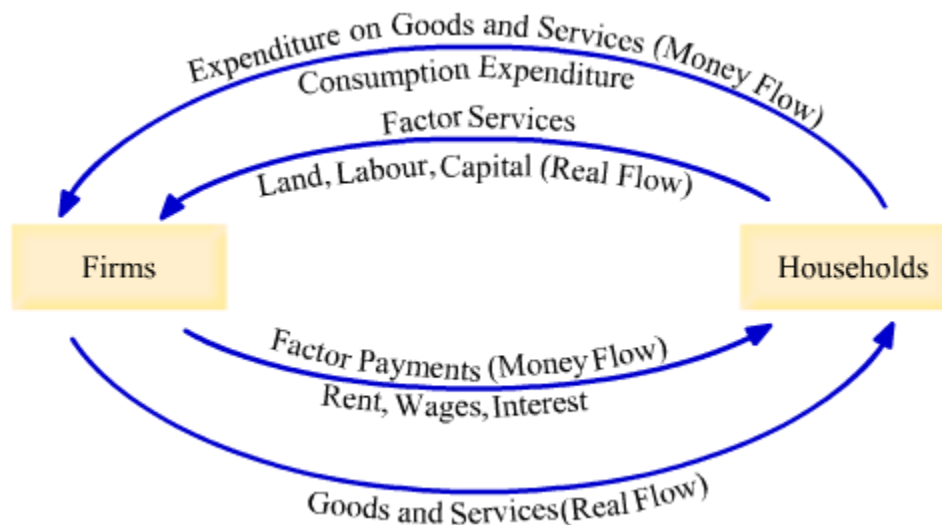 Expenditure on Goods and Services (Money Flow)
Consumption Expenditure
Factor Services
Land, Labour, Capital (Real Flow)
Firms
Households
Factor Payments (Money Flow)
Rent, Wages, Interest
Goods and Services(Real Flow)